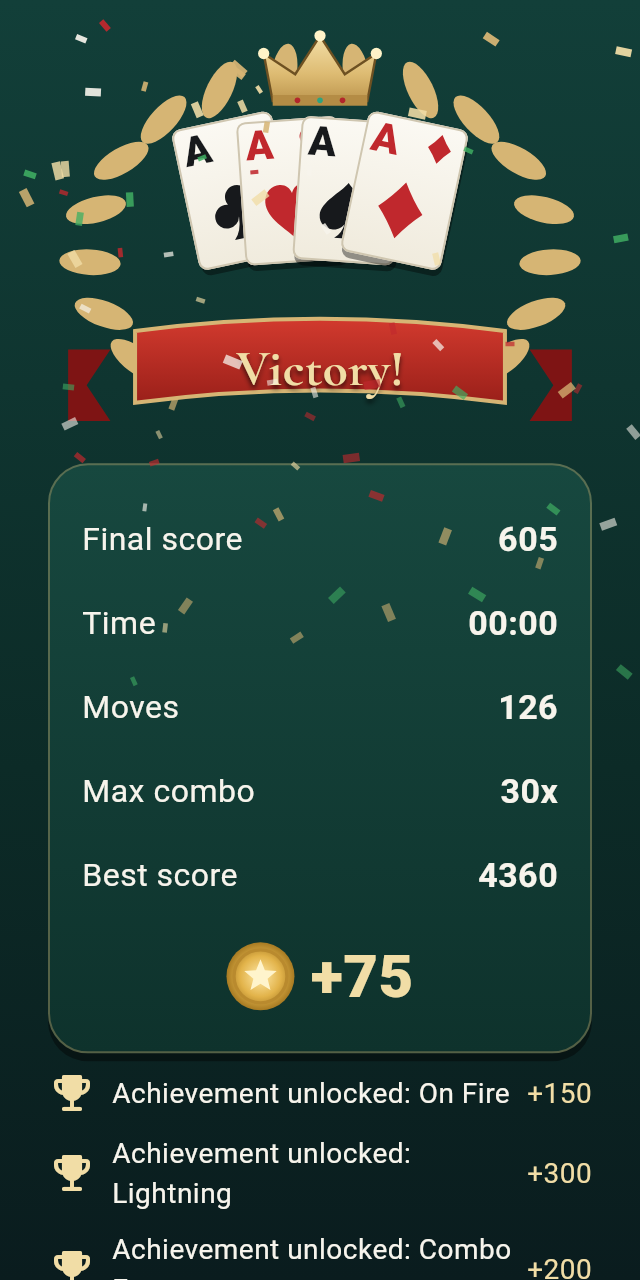 A A A A
Victory!
Final score 605
Time 00:00
Moves 126
Max combo 30x
Best score 4360
+75
Achievement unlocked: On Fire +150
Achievement unlocked:
Lightning +300
Achievement unlocked: Combo
+200